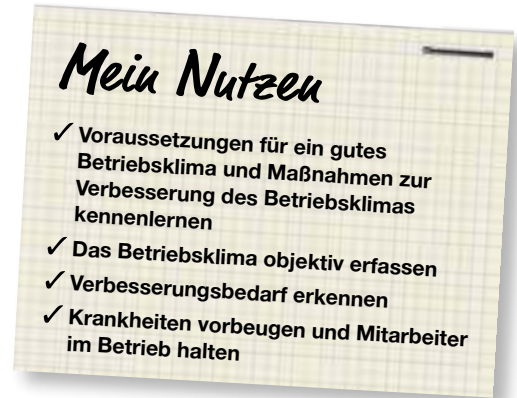 Mein Nutzen
✓ Voraussetzungen für ein gutes
Betriebsklima und Maßnahmen zur
Verbesserung des Betriebsklimas
kennenlernen
✓ Das Betriebsklima objektiv erfassen
✓ Verbesserungsbedarf erkennen
✓ Krankheiten vorbeugen und Mitarbeiter
im Betrieb halten